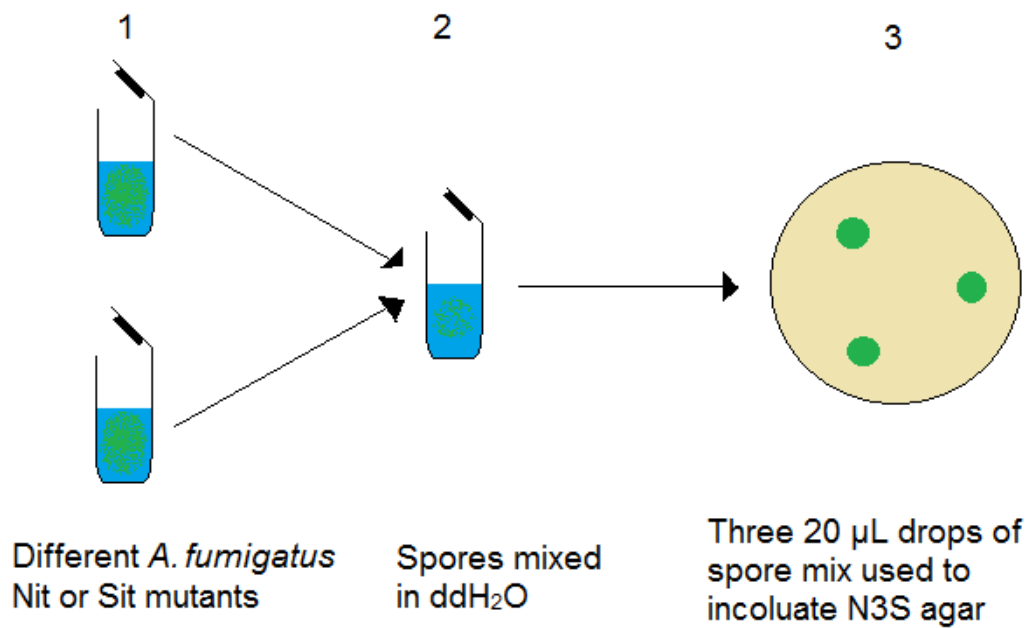 1
2
3
Different A. fumigatus
Nit or Sit mutants
Spores mixed
in ddH₂O
Three 20 µL drops of
spore mix used to
incoluate N3S agar